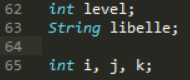 62 int level;
63 String libelle;
64
65 int i, j, k;